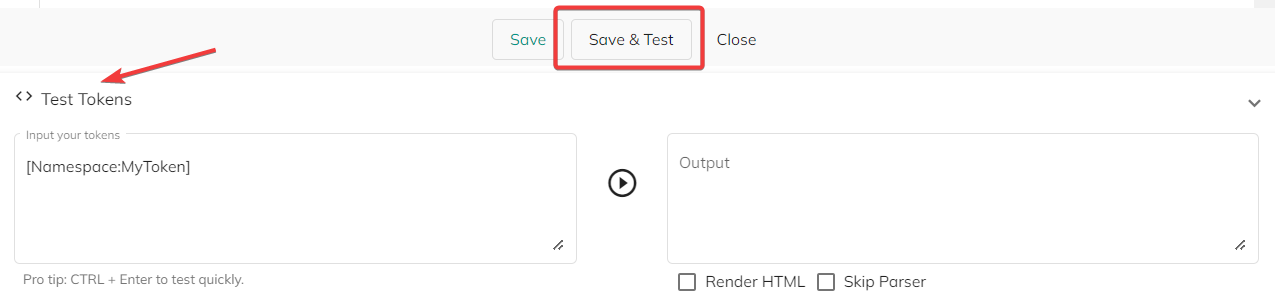 Save Save & Test Close
Test Tokens
Input your tokens
[Namespace:MyToken]
Output
Pro tip: CTRL + Enter to test quickly.
Render HTML Skip Parser